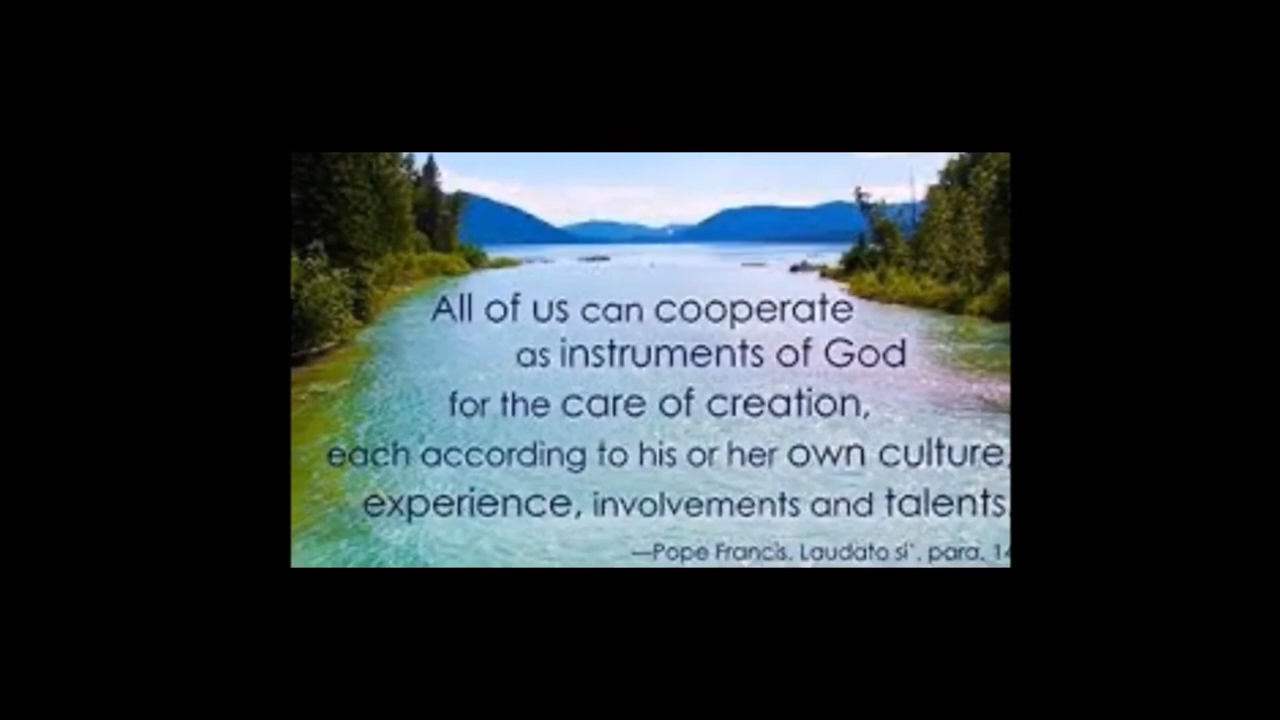 All of us can cooperate
as instruments of God
for the care of creation,
each according to his or her own culture,
experience, involvements and talents.
—Pope Francis, Laudato si', para. 14